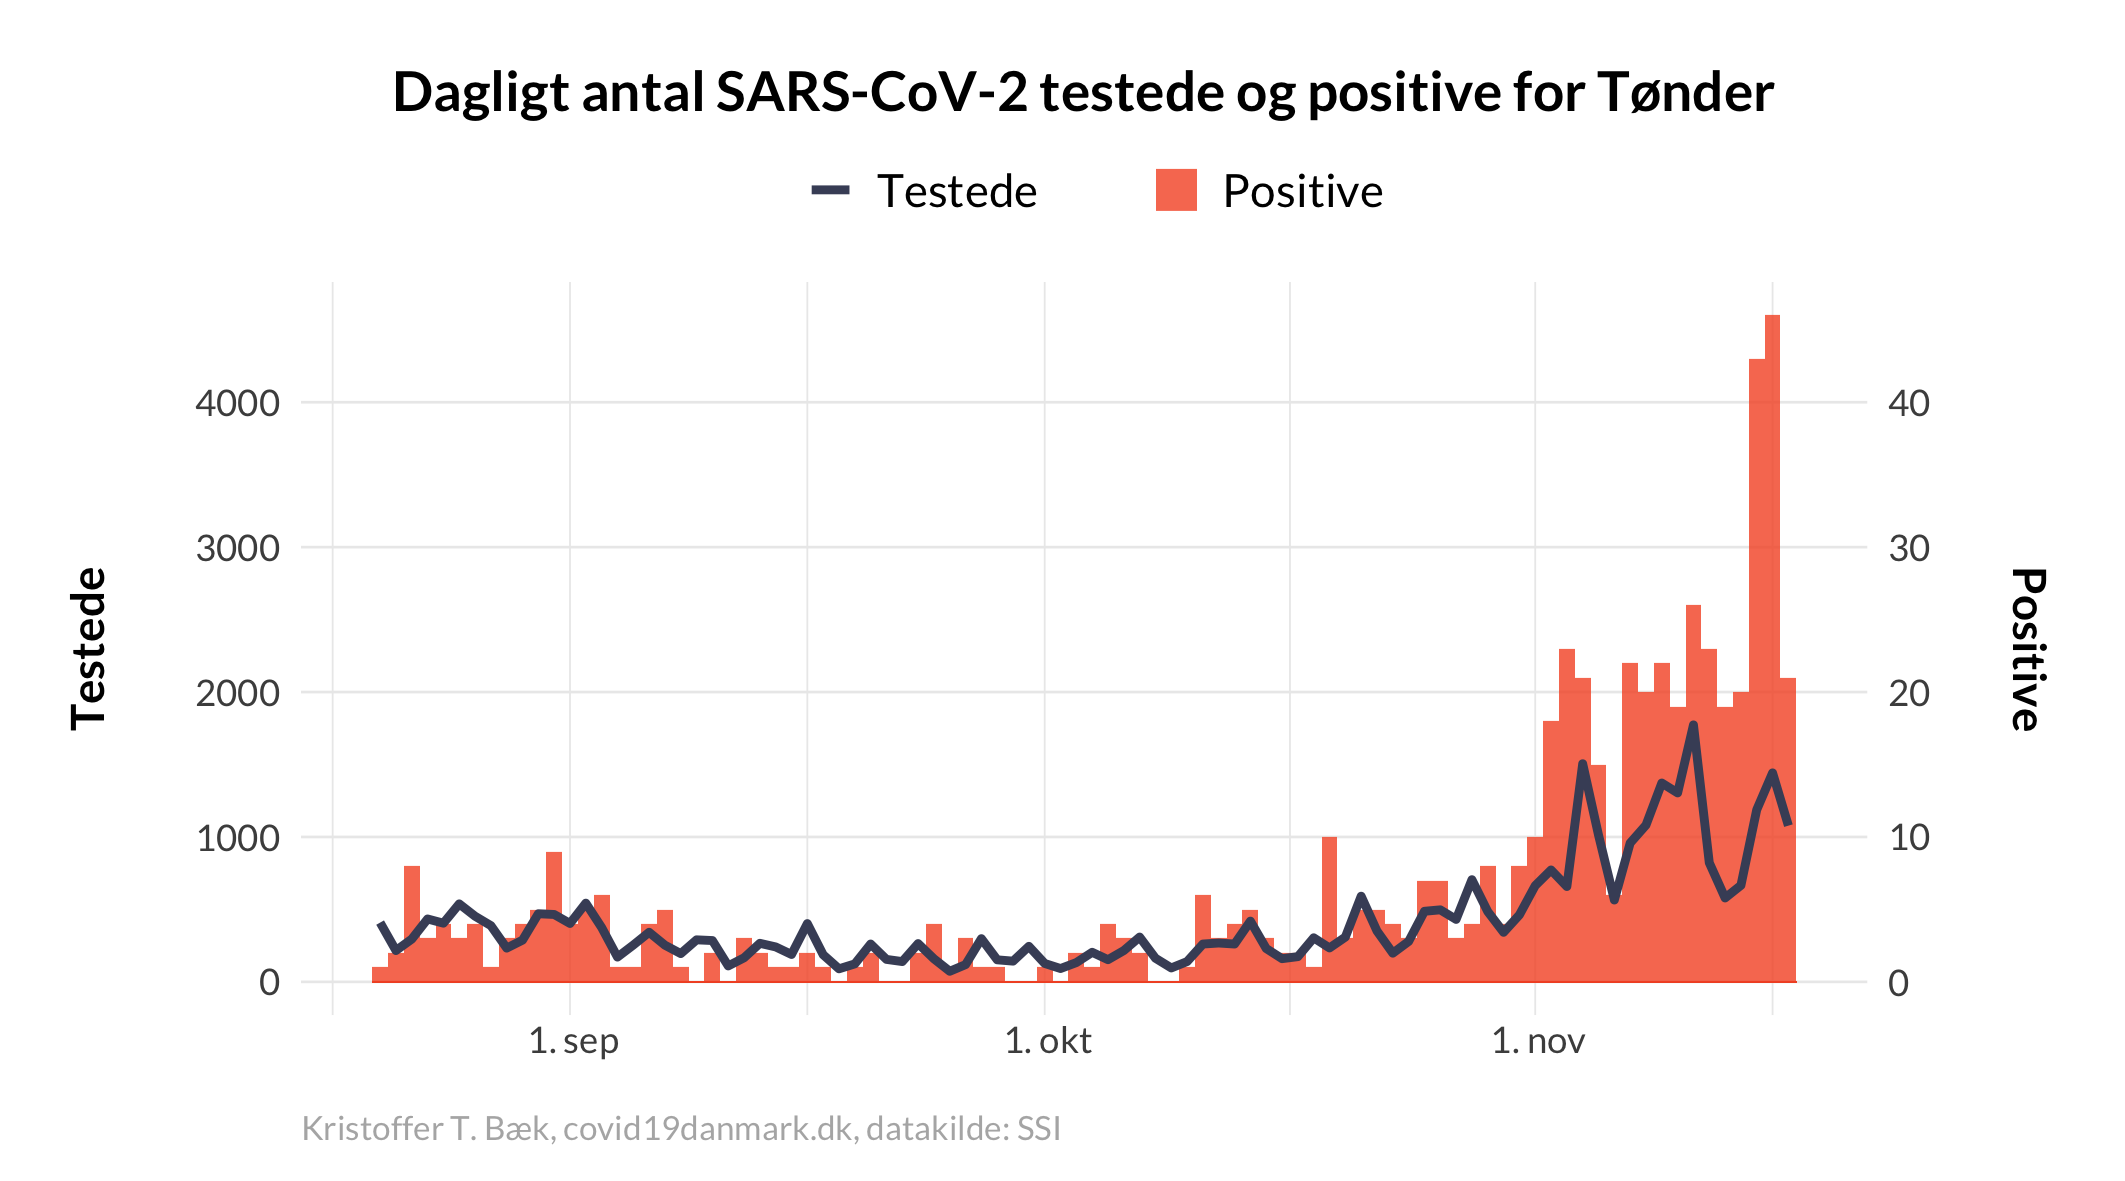 Dagligt antal SARS-CoV-2 testede og positive for Tønder
Testede
Positive
4000
3000
2000
1000
0
Testede
40
30
20
10
0
Positive
1. sep
1. okt
1. nov
Kristoffer T. Bæk, covid19danmark.dk, datakilde: SSI